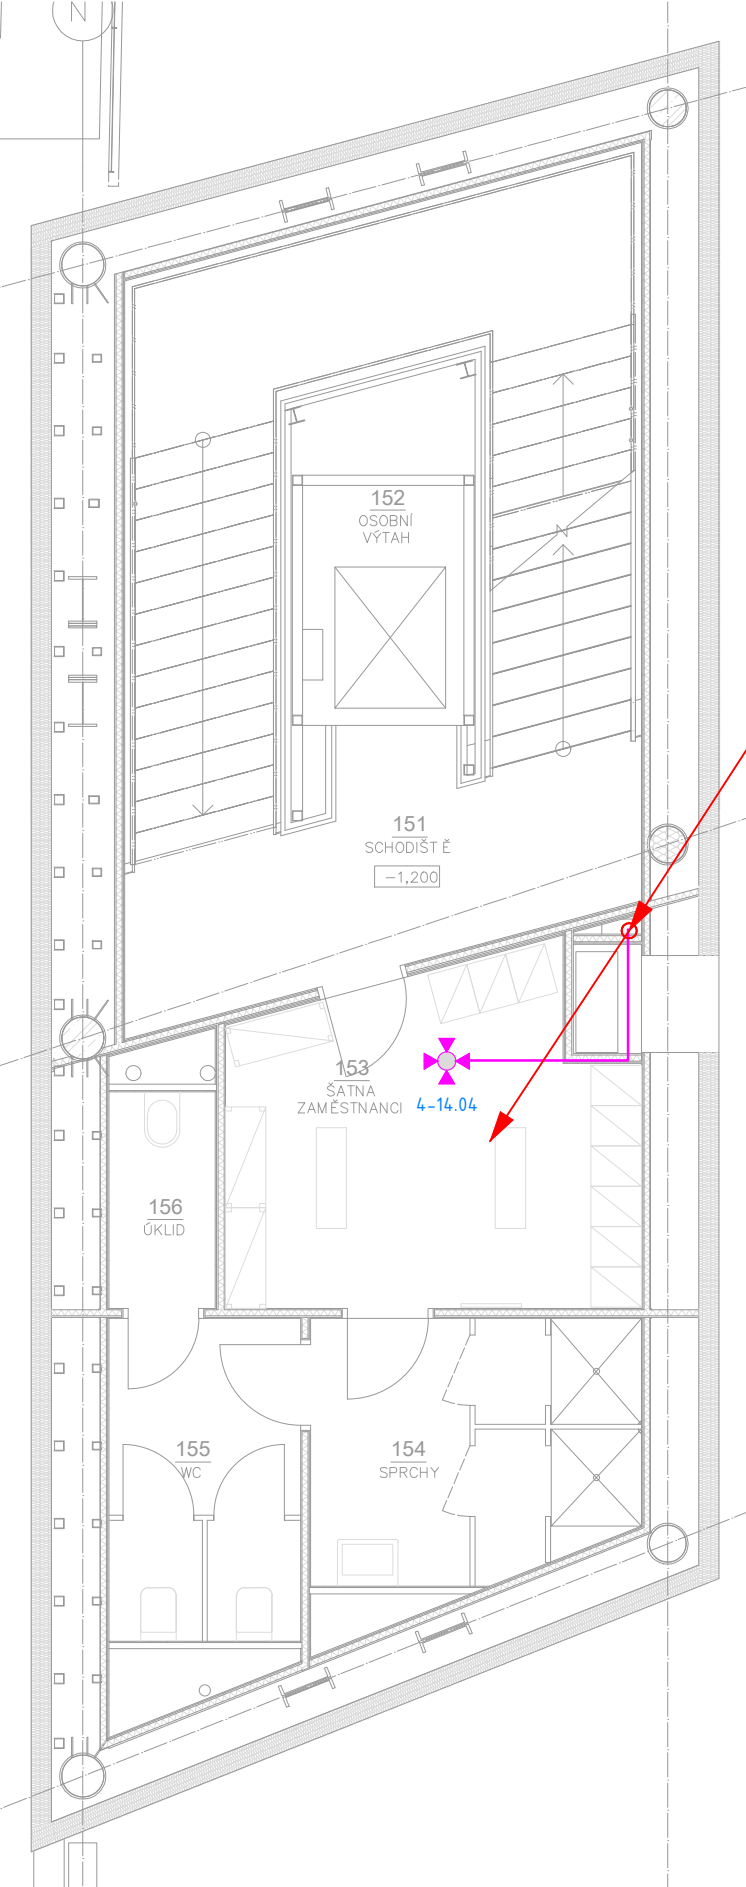 N
152
OSOBNÍ
VÝTAH
N
151
SCHODIŠT Ě
-1,200
153
ŠATNA
ZAMĚSTNANCI
4-14.04
156
ÚKLID
155
WC
154
SPRCHY